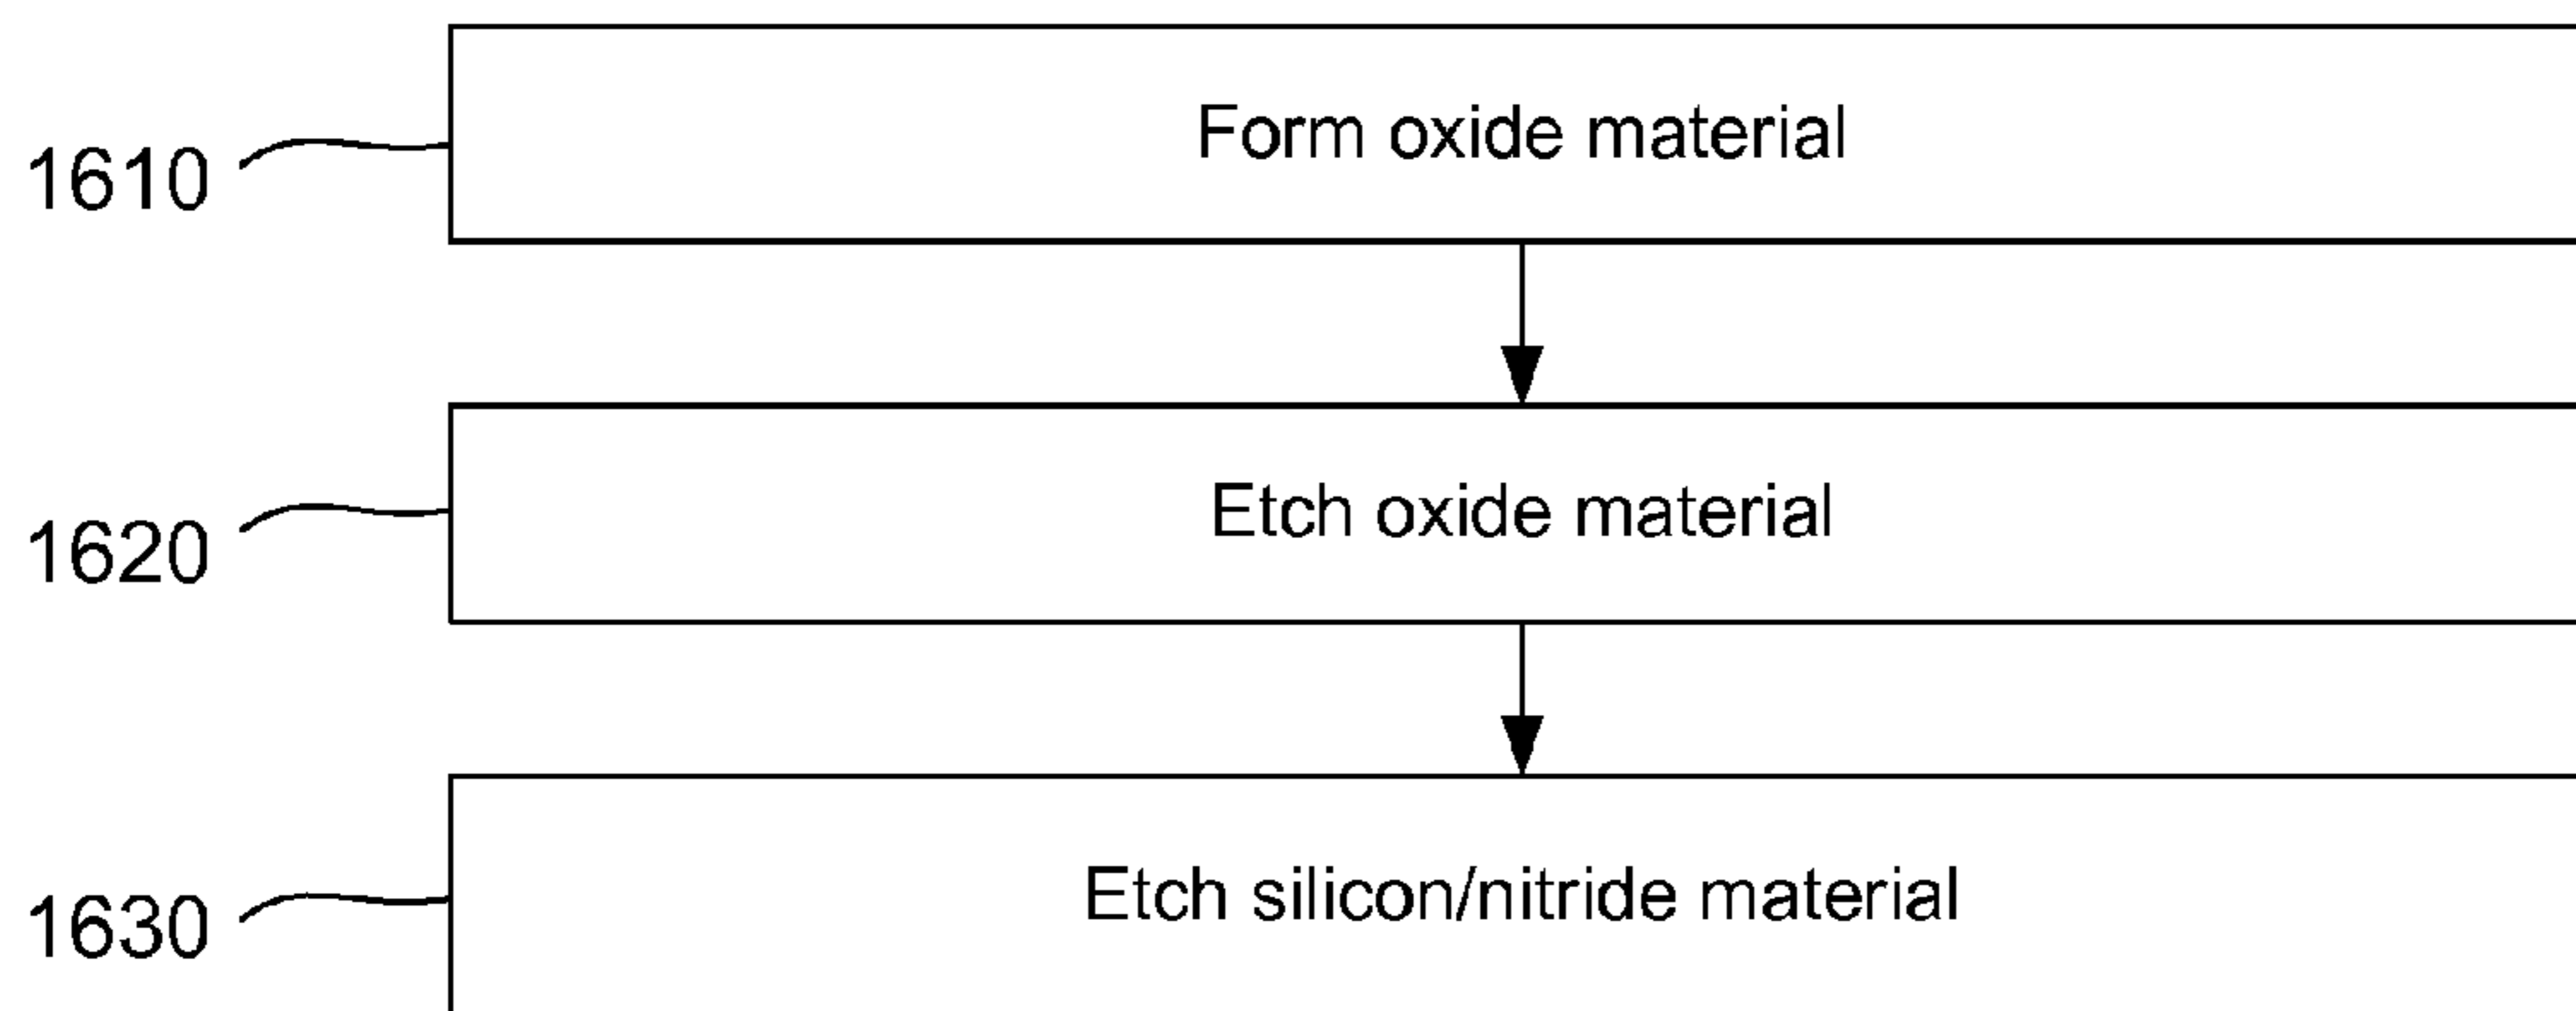 Form oxide material
1610
Etch oxide material
1620
Etch silicon/nitride material
1630